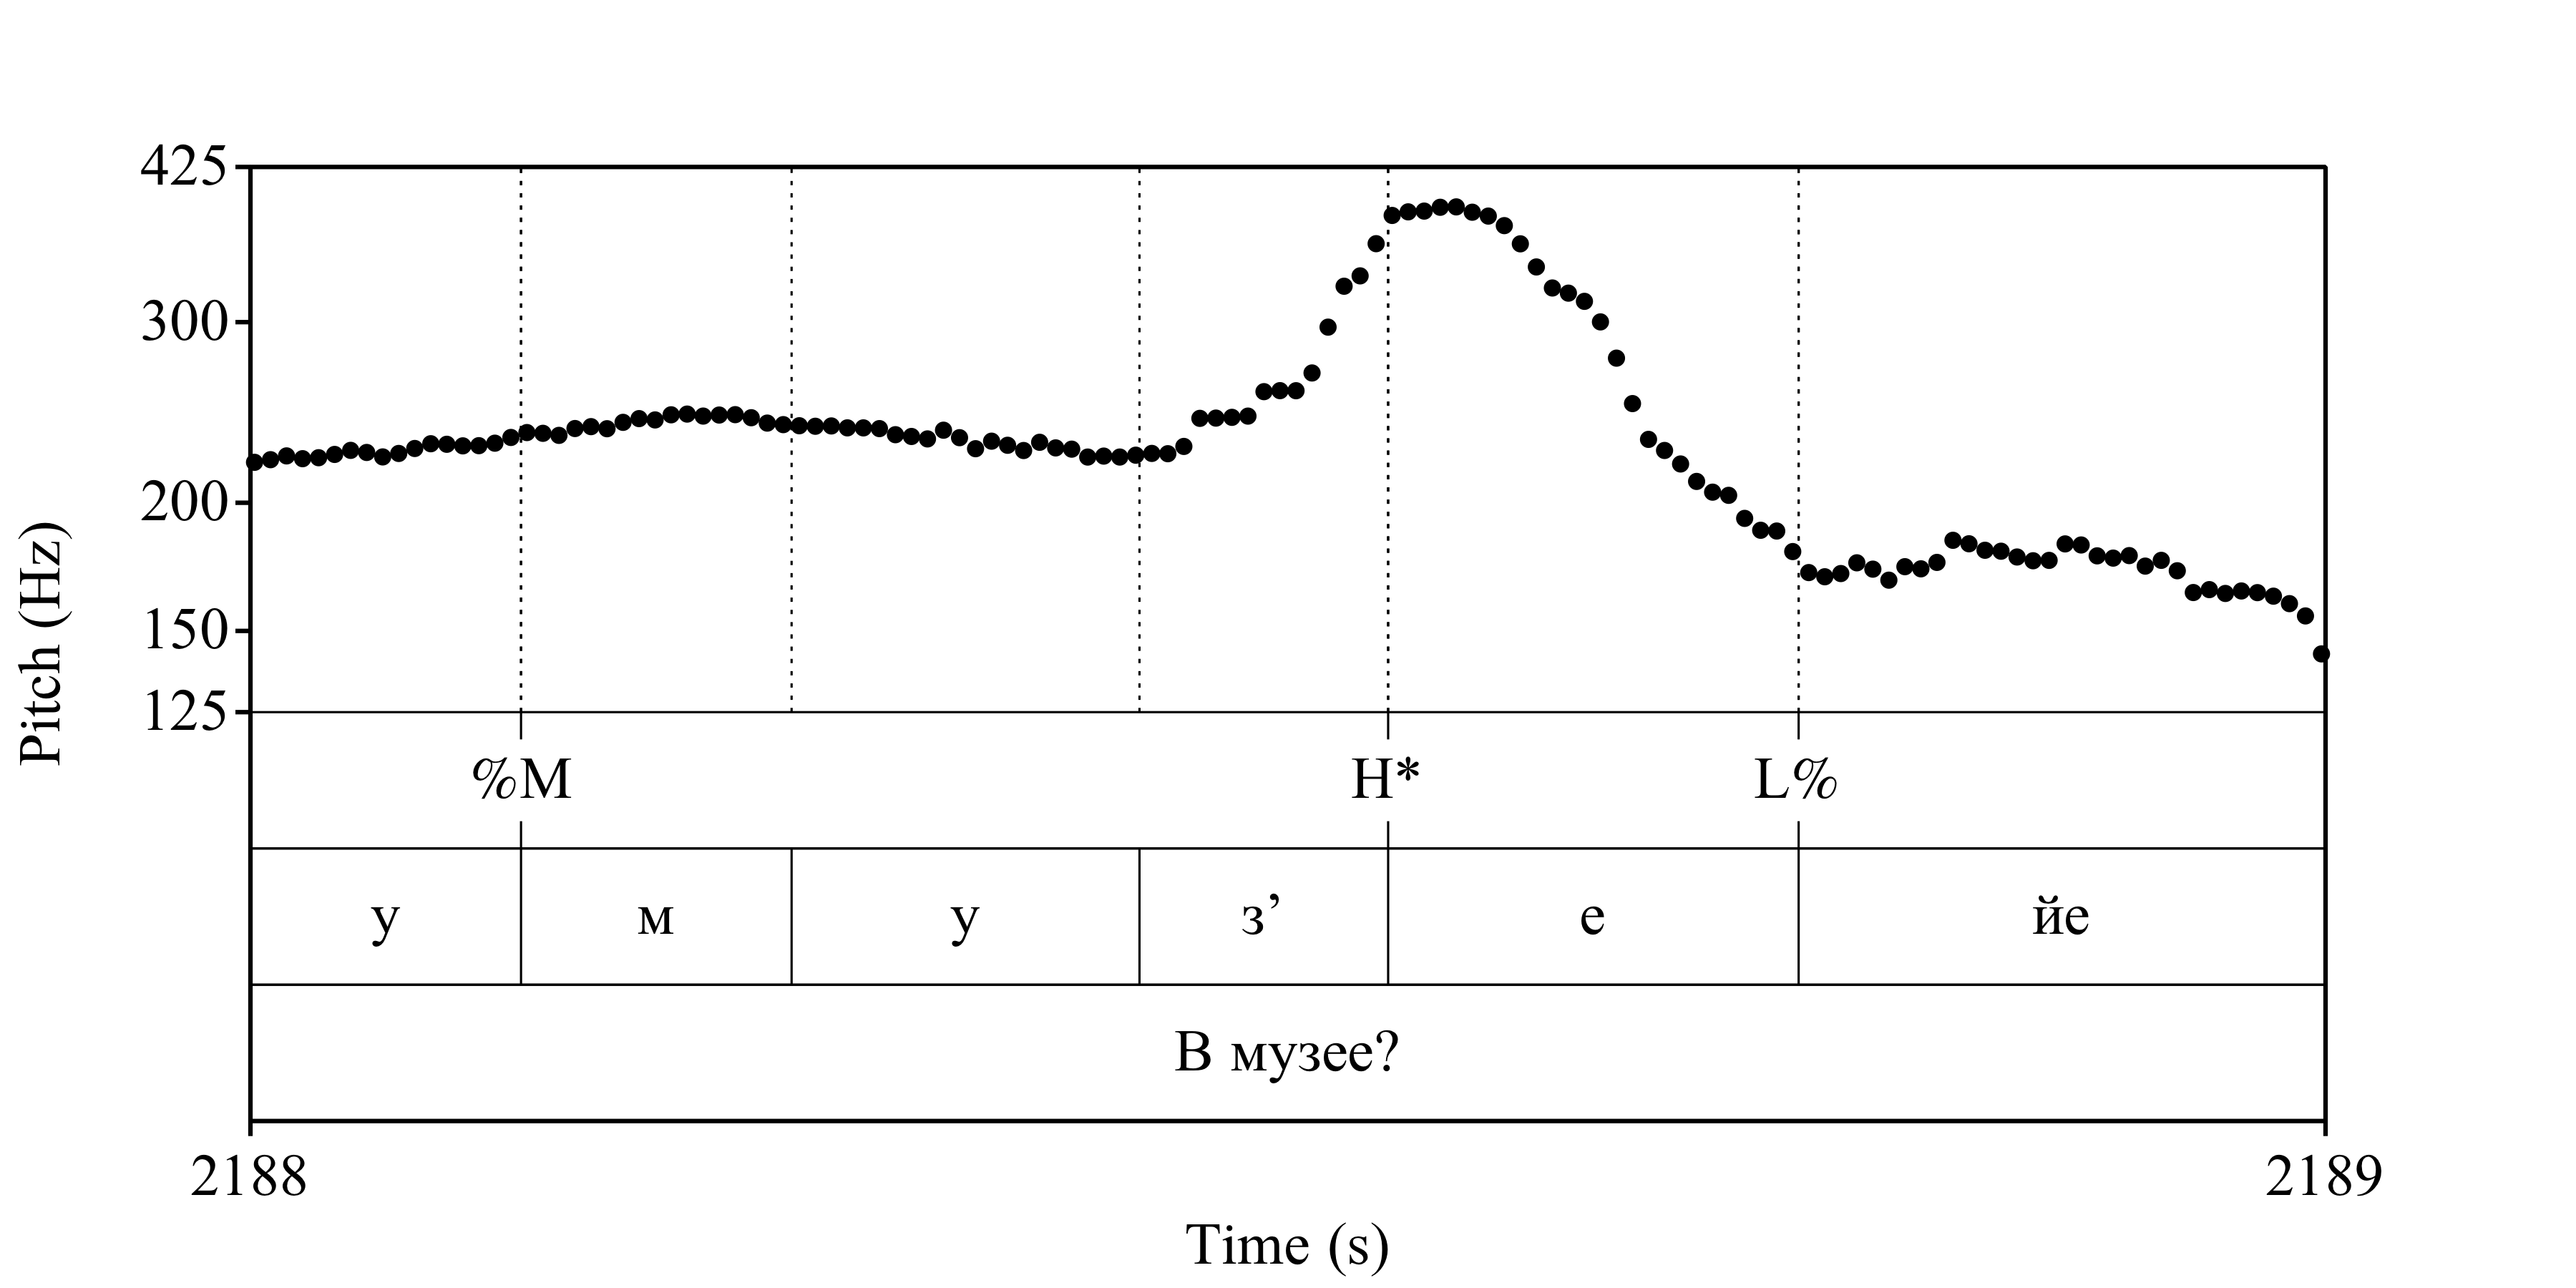 425
300
200
150
125
Pitch (Hz)
%M H* L%
у м у з’ е йе
В музее?
2188 2189
Time (s)